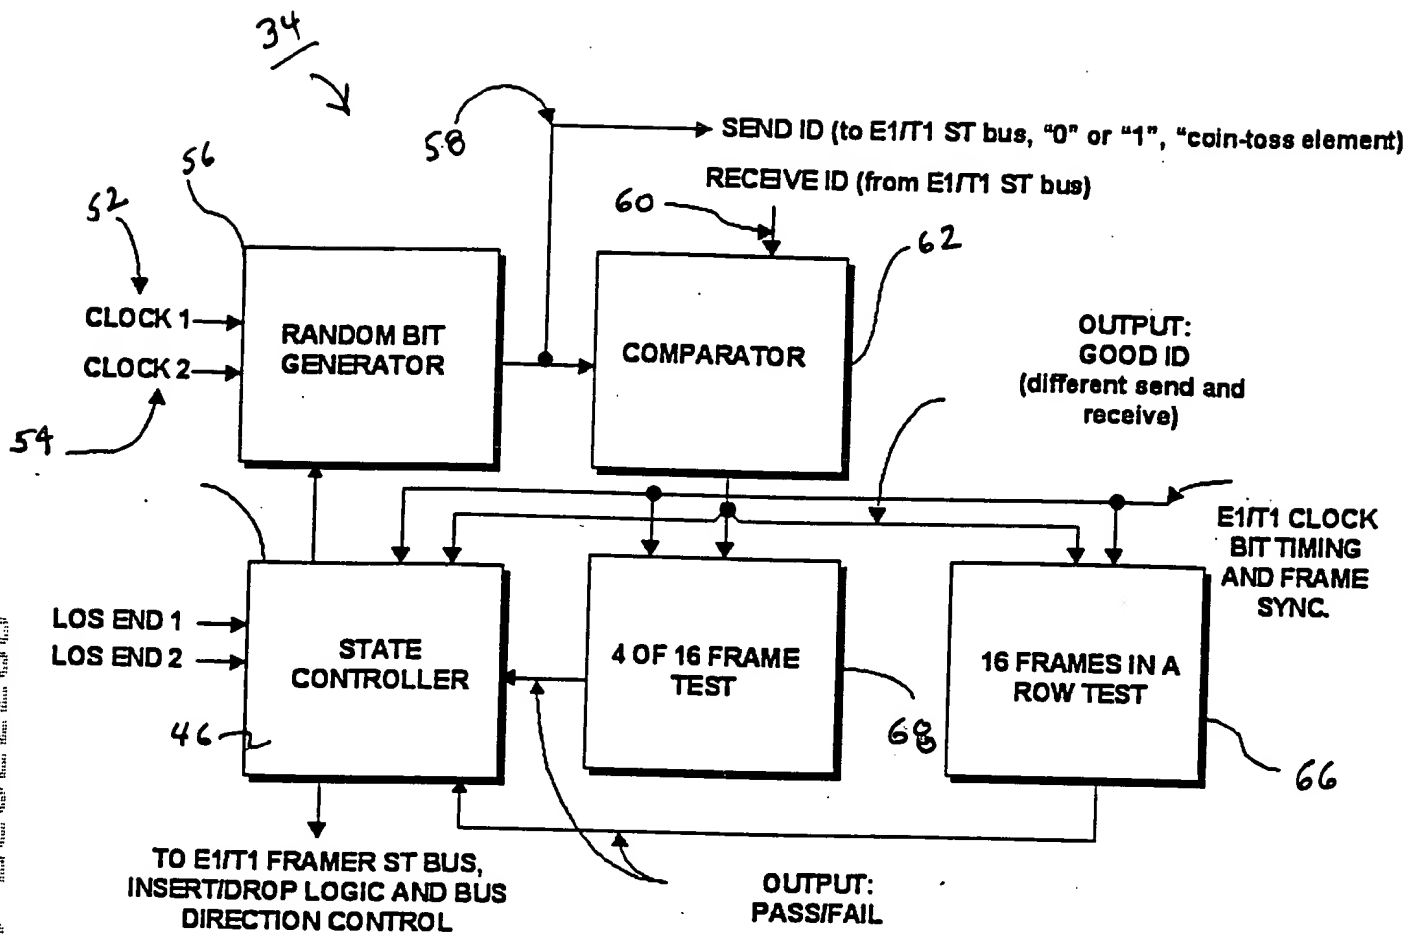 34
58
SEND ID (to E1/T1 ST bus, "0" or "1", "coin-toss element)
RECEIVE ID (from E1/T1 ST bus)
56
52
60
62
CLOCK 1
CLOCK 2
54
RANDOM BIT
GENERATOR
COMPARATOR
OUTPUT:
GOOD ID
(different send and
receive)
E1/T1 CLOCK
BIT TIMING
AND FRAME
SYNC.
LOS END 1
LOS END 2
STATE
CONTROLLER
46
4 OF 16 FRAME
TEST
68
16 FRAMES IN A
ROW TEST
66
TO E1/T1 FRAMER ST BUS,
INSERT/DROP LOGIC AND BUS
DIRECTION CONTROL
OUTPUT:
PASS/FAIL